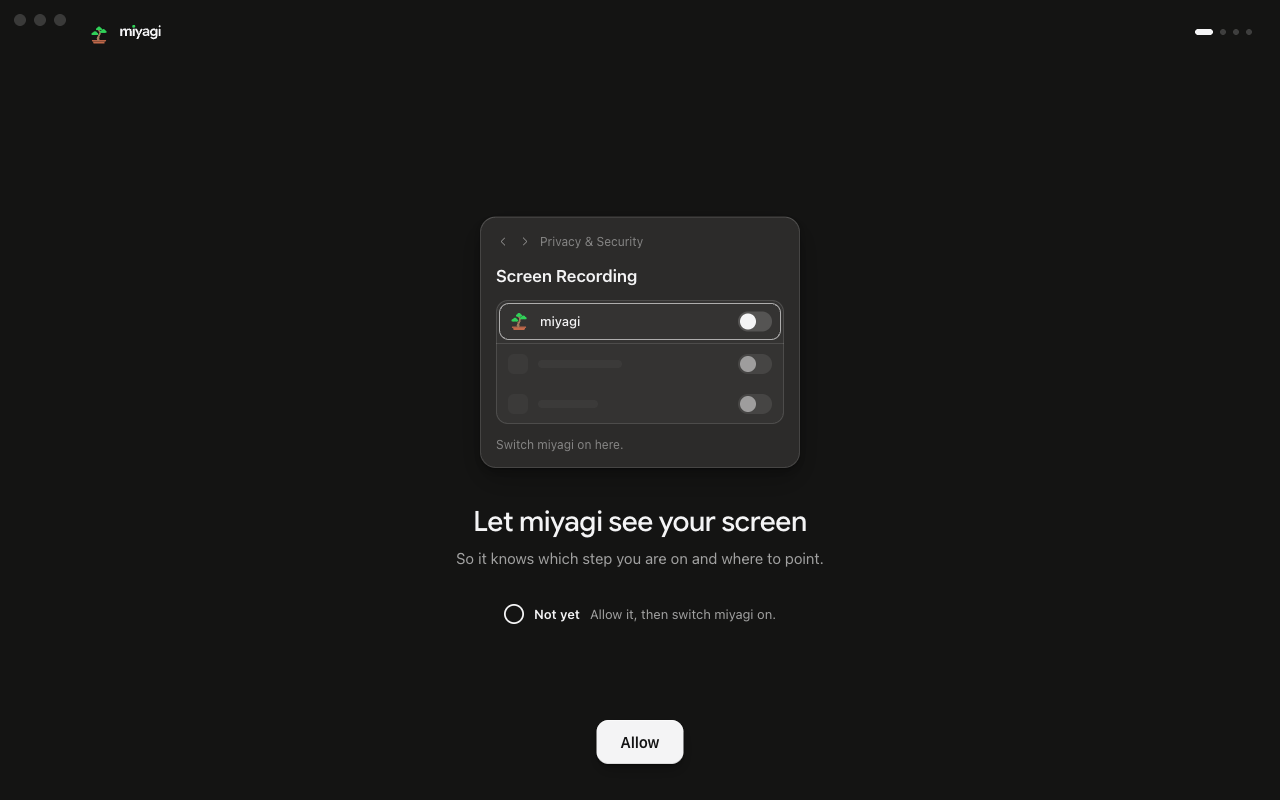 miyagi
Privacy & Security
Screen Recording
miyagi
Switch miyagi on here.
Let miyagi see your screen
So it knows which step you are on and where to point.
Not yet Allow it, then switch miyagi on.
Allow